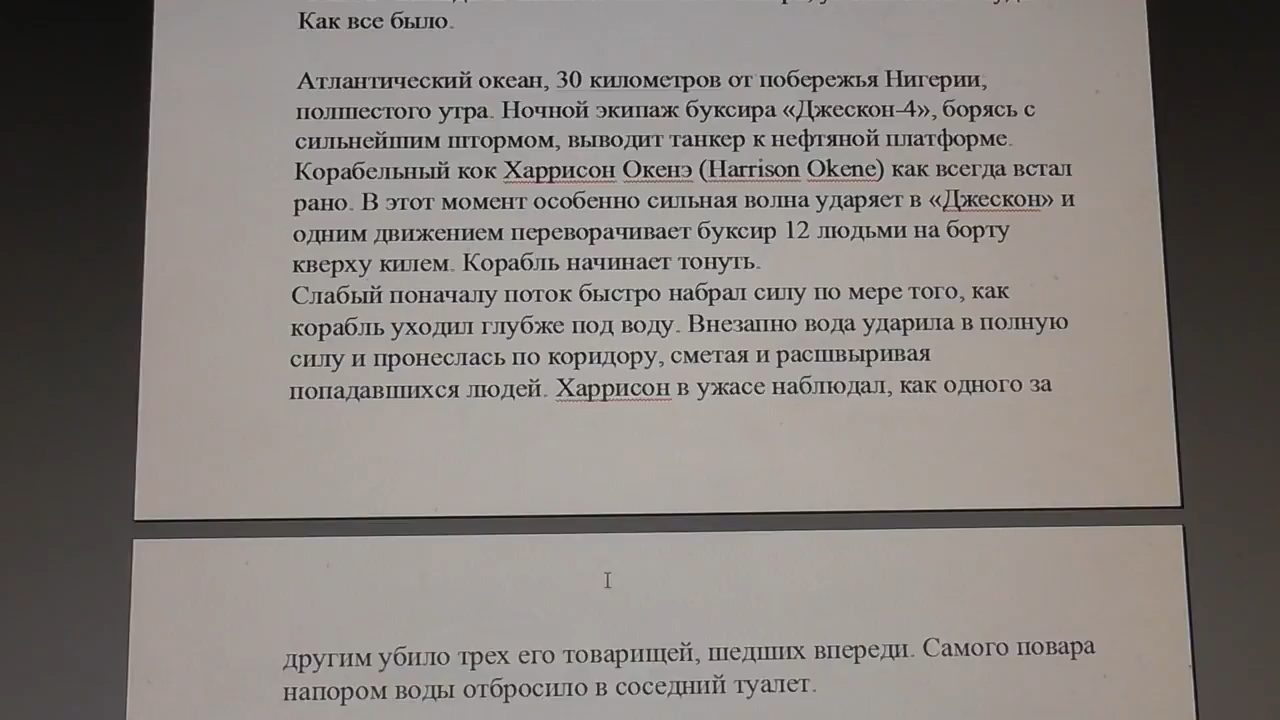 Как все было.
Атлантический океан, 30 километров от побережья Нигерии,
полшестого утра. Ночной экипаж буксира «Джескон-4», борясь с
сильнейшим штормом, выводит танкер к нефтяной платформе.
Корабельный кок Харрисон Окенэ (Harrison Okene) как всегда встал
рано. В этот момент особенно сильная волна ударяет в «Джескон» и
одним движением переворачивает буксир 12 людьми на борту
кверху килем. Корабль начинает тонуть.
Слабый поначалу поток быстро набрал силу по мере того, как
корабль уходил глубже под воду. Внезапно вода ударила в полную
силу и пронеслась по коридору, сметая и расшвыривая
попадавшихся людей. Харрисон в ужасе наблюдал, как одного за
другим убило трех его товарищей, шедших впереди. Самого повара
напором воды отбросило в соседний туалет.